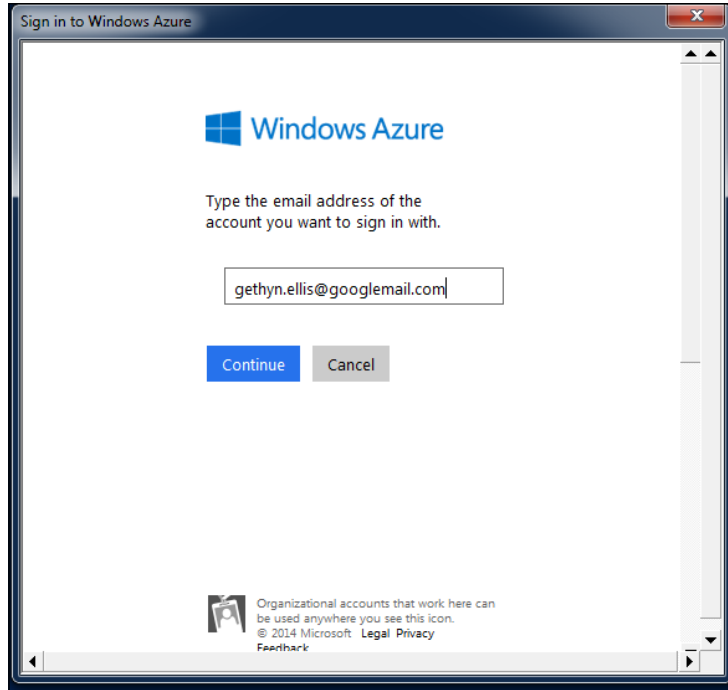 Sign in to Windows Azure
Windows Azure
Type the email address of the
account you want to sign in with.
gethyn.ellis@googlemail.com
Continue Cancel
Organizational accounts that work here can
be used anywhere you see this icon.
© 2014 Microsoft Legal Privacy
Feedback